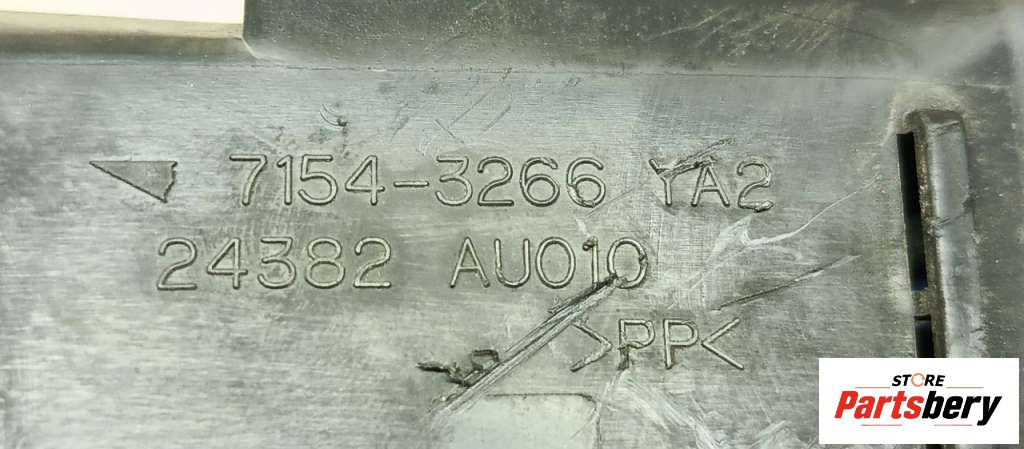 7154-3266 YA2
24382 AU010
>PP<
STORE
Partsbery